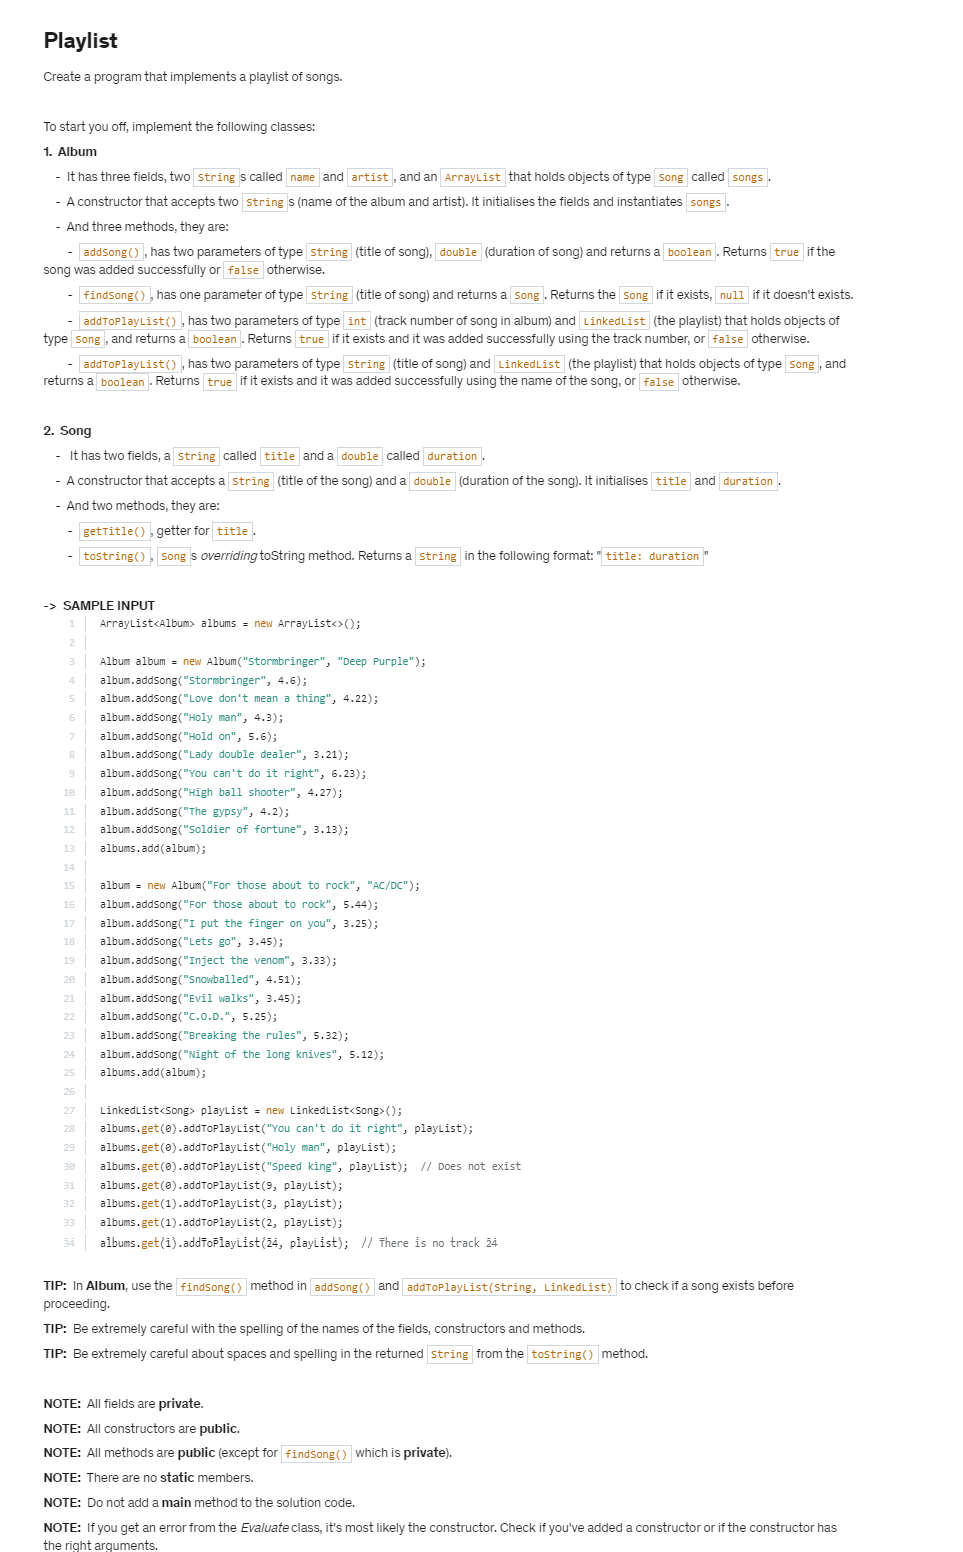 Playlist
Create a program that implements a playlist of songs.
To start you off, implement the following classes:
1.  Album
-  It has three fields, two String s called name and artist , and an ArrayList that holds objects of type Song called songs .
-  A constructor that accepts two String s (name of the album and artist). It initialises the fields and instantiates songs .
-  And three methods, they are:
-  addSong() , has two parameters of type String (title of song), double (duration of song) and returns a boolean . Returns true if the
song was added successfully or false otherwise.
-  findSong() , has one parameter of type String (title of song) and returns a Song . Returns the Song if it exists, null if it doesn't exists.
-  addToPlayList() , has two parameters of type int (track number of song in album) and LinkedList (the playlist) that holds objects of
type Song , and returns a boolean . Returns true if it exists and it was added successfully using the track number, or false otherwise.
-  addToPlayList() , has two parameters of type String (title of song) and LinkedList (the playlist) that holds objects of type Song , and
returns a boolean . Returns true if it exists and it was added successfully using the name of the song, or false otherwise.
2.  Song
-  It has two fields, a String called title and a double called duration .
-  A constructor that accepts a String (title of the song) and a double (duration of the song). It initialises title and duration .
-  And two methods, they are:
-  getTitle() , getter for title .
-  toString() , Song s overriding toString method. Returns a String in the following format: " title: duration "
->  SAMPLE INPUT
1 ArrayList<Album> albums = new ArrayList<>();
2
3 Album album = new Album("Stormbringer", "Deep Purple");
4 album.addSong("Stormbringer", 4.6);
5 album.addSong("Love don't mean a thing", 4.22);
6 album.addSong("Holy man", 4.3);
7 album.addSong("Hold on", 5.6);
8 album.addSong("Lady double dealer", 3.21);
9 album.addSong("You can't do it right", 6.23);
10 album.addSong("High ball shooter", 4.27);
11 album.addSong("The gypsy", 4.2);
12 album.addSong("Soldier of fortune", 3.13);
13 albums.add(album);
14
15 album = new Album("For those about to rock", "AC/DC");
16 album.addSong("For those about to rock", 5.44);
17 album.addSong("I put the finger on you", 3.25);
18 album.addSong("Lets go", 3.45);
19 album.addSong("Inject the venom", 3.33);
20 album.addSong("Snowballed", 4.51);
21 album.addSong("Evil walks", 3.45);
22 album.addSong("C.O.D.", 5.25);
23 album.addSong("Breaking the rules", 5.32);
24 album.addSong("Night of the long knives", 5.12);
25 albums.add(album);
26
27 LinkedList<Song> playList = new LinkedList<Song>();
28 albums.get(0).addToPlayList("You can't do it right", playList);
29 albums.get(0).addToPlayList("Holy man", playList);
30 albums.get(0).addToPlayList("Speed king", playList);  // Does not exist
31 albums.get(0).addToPlayList(9, playList);
32 albums.get(1).addToPlayList(3, playList);
33 albums.get(1).addToPlayList(2, playList);
34 albums.get(1).addToPlayList(24, playList);  // There is no track 24
TIP:  In Album, use the findSong() method in addSong() and addToPlayList(String, LinkedList) to check if a song exists before
proceeding.
TIP:  Be extremely careful with the spelling of the names of the fields, constructors and methods.
TIP:  Be extremely careful about spaces and spelling in the returned String from the toString() method.
NOTE:  All fields are private.
NOTE:  All constructors are public.
NOTE:  All methods are public (except for findSong() which is private).
NOTE:  There are no static members.
NOTE:  Do not add a main method to the solution code.
NOTE:  If you get an error from the Evaluate class, it's most likely the constructor. Check if you've added a constructor or if the constructor has
the right arguments.